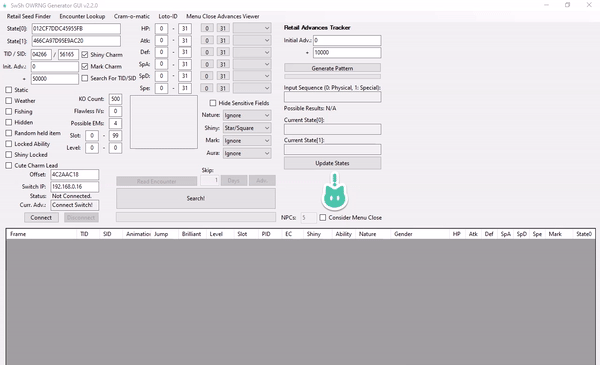 SwSh OWRNG Generator GUI v2.2.0
Retail Seed Finder Encounter Lookup Cram-o-matic Loto-ID Menu Close Advances Viewer
State[0]: 012CF7DDC45955FB
State[1]: 466CA97D95E9AC20
TID / SID: 04266 / 56165 Shiny Charm
Init. Adv.: 0 Mark Charm
+ 50000 Search For TID/SID
Static
Weather
Fishing
Hidden
Random held item
Locked Ability
Shiny Locked
Cute Charm Lead
KO Count: 500
Flawless IVs: 0
Possible EMs: 4
Slot: 0 - 99
Level: 0 -
Offset: 4C2AAC18
Switch IP: 192.168.0.16
Status: Not Connected.
Curr. Adv.: Connect Switch!
Connect Disconnect
HP: 0 - 31 0 31
Atk: 0 - 31 0 31
Def: 0 - 31 0 31
SpA: 0 - 31 0 31
SpD: 0 - 31 0 31
Spe: 0 - 31 0 31
Hide Sensitive Fields
Nature: Ignore
Shiny: Star/Square
Mark: Ignore
Aura: Ignore
Skip:
Read Encounter 1 Days Adv.
Search!
Retail Advances Tracker
Initial Adv.: 0
+ 10000
Generate Pattern
Input Sequence (0: Physical, 1: Special):
Possible Results: N/A
Current State[0]:
Current State[1]:
Update States
NPCs: 5 Consider Menu Close
Frame TID SID Animation Jump Brilliant Level Slot PID EC Shiny Ability Nature Gender HP Atk Def SpA SpD Spe Mark State0